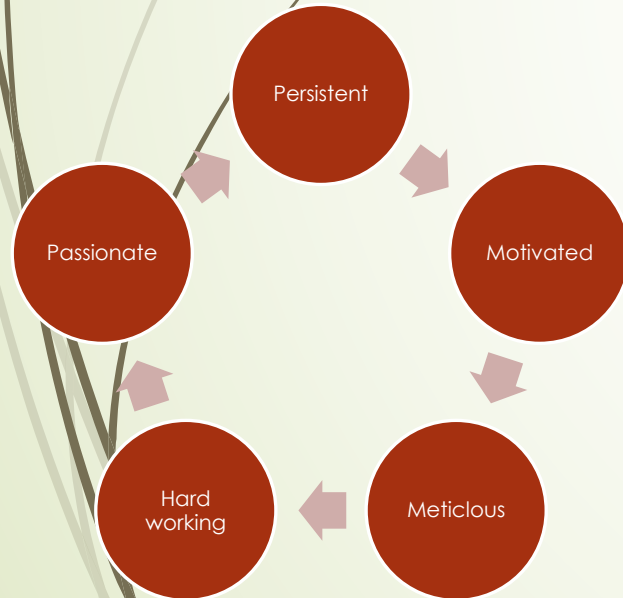 Persistent
Motivated
Meticlous
Hard
working
Passionate